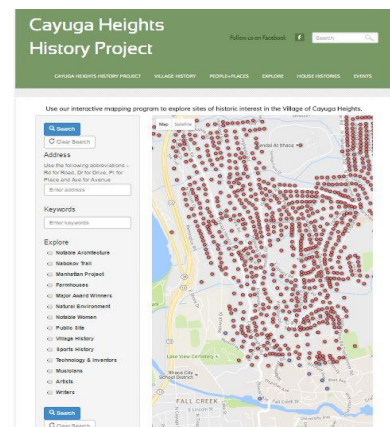 Cayuga Heights
History Project
Follow us on Facebook
Search
CAYUGA HEIGHTS HISTORY PROJECT VILLAGE HISTORY PEOPLE+PLACES EXPLORE HOUSE HISTORIES EVENTS
Use our interactive mapping program to explore sites of historic interest in the Village of Cayuga Heights.
Search
Clear Search
Address
Use the following abbreviations -
Rd for Road, Dr for Drive, Pl for
Place and Ave for Avenue
Enter address
Keywords
Enter keywords
Explore
Notable Architecture
Nabokov Trail
Manhattan Project
Farmhouses
Major Award Winners
Natural Environment
Notable Women
Public Site
Village History
Sports History
Technology & Inventors
Musicians
Artists
Writers
Search
Clear Search
Map Satellite
Kendal At Ithaca
Lake View Cemetery
Ithaca City
School District
FALL CREEK